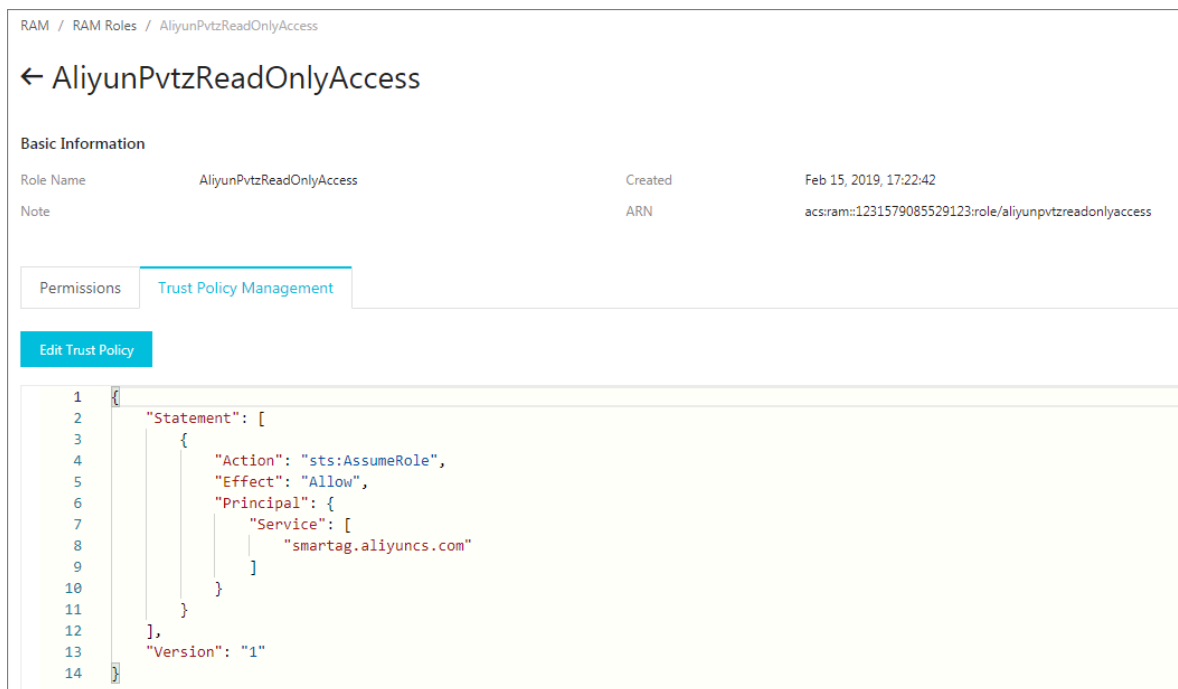 RAM / RAM Roles / AliyunPvtzReadOnlyAccess
← AliyunPvtzReadOnlyAccess
Basic Information
Role Name AliyunPvtzReadOnlyAccess Created Feb 15, 2019, 17:22:42
Note ARN acs:ram::1231579085529123:role/aliyunpvtzreadonlyaccess
Permissions Trust Policy Management
Edit Trust Policy
1 {
2 "Statement": [
3 {
4 "Action": "sts:AssumeRole",
5 "Effect": "Allow",
6 "Principal": {
7 "Service": [
8 "smartag.aliyuncs.com"
9 ]
10 }
11 }
12 ],
13 "Version": "1"
14 }